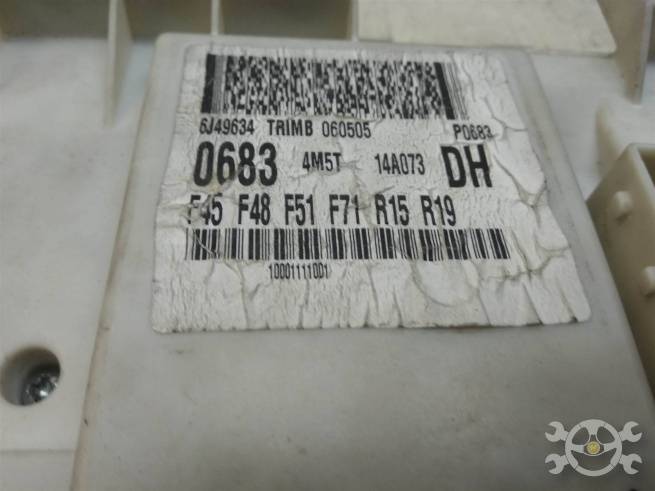 6J49634 TRIMB 060505 P0683
0683 4M5T 14A073 DH
F45 F48 F51 F71 R15 R19
10001111001